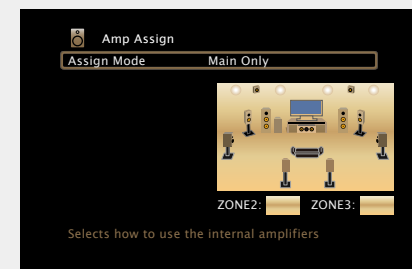 Amp Assign
Assign Mode Main Only
ZONE2: ZONE3:
Selects how to use the internal amplifiers